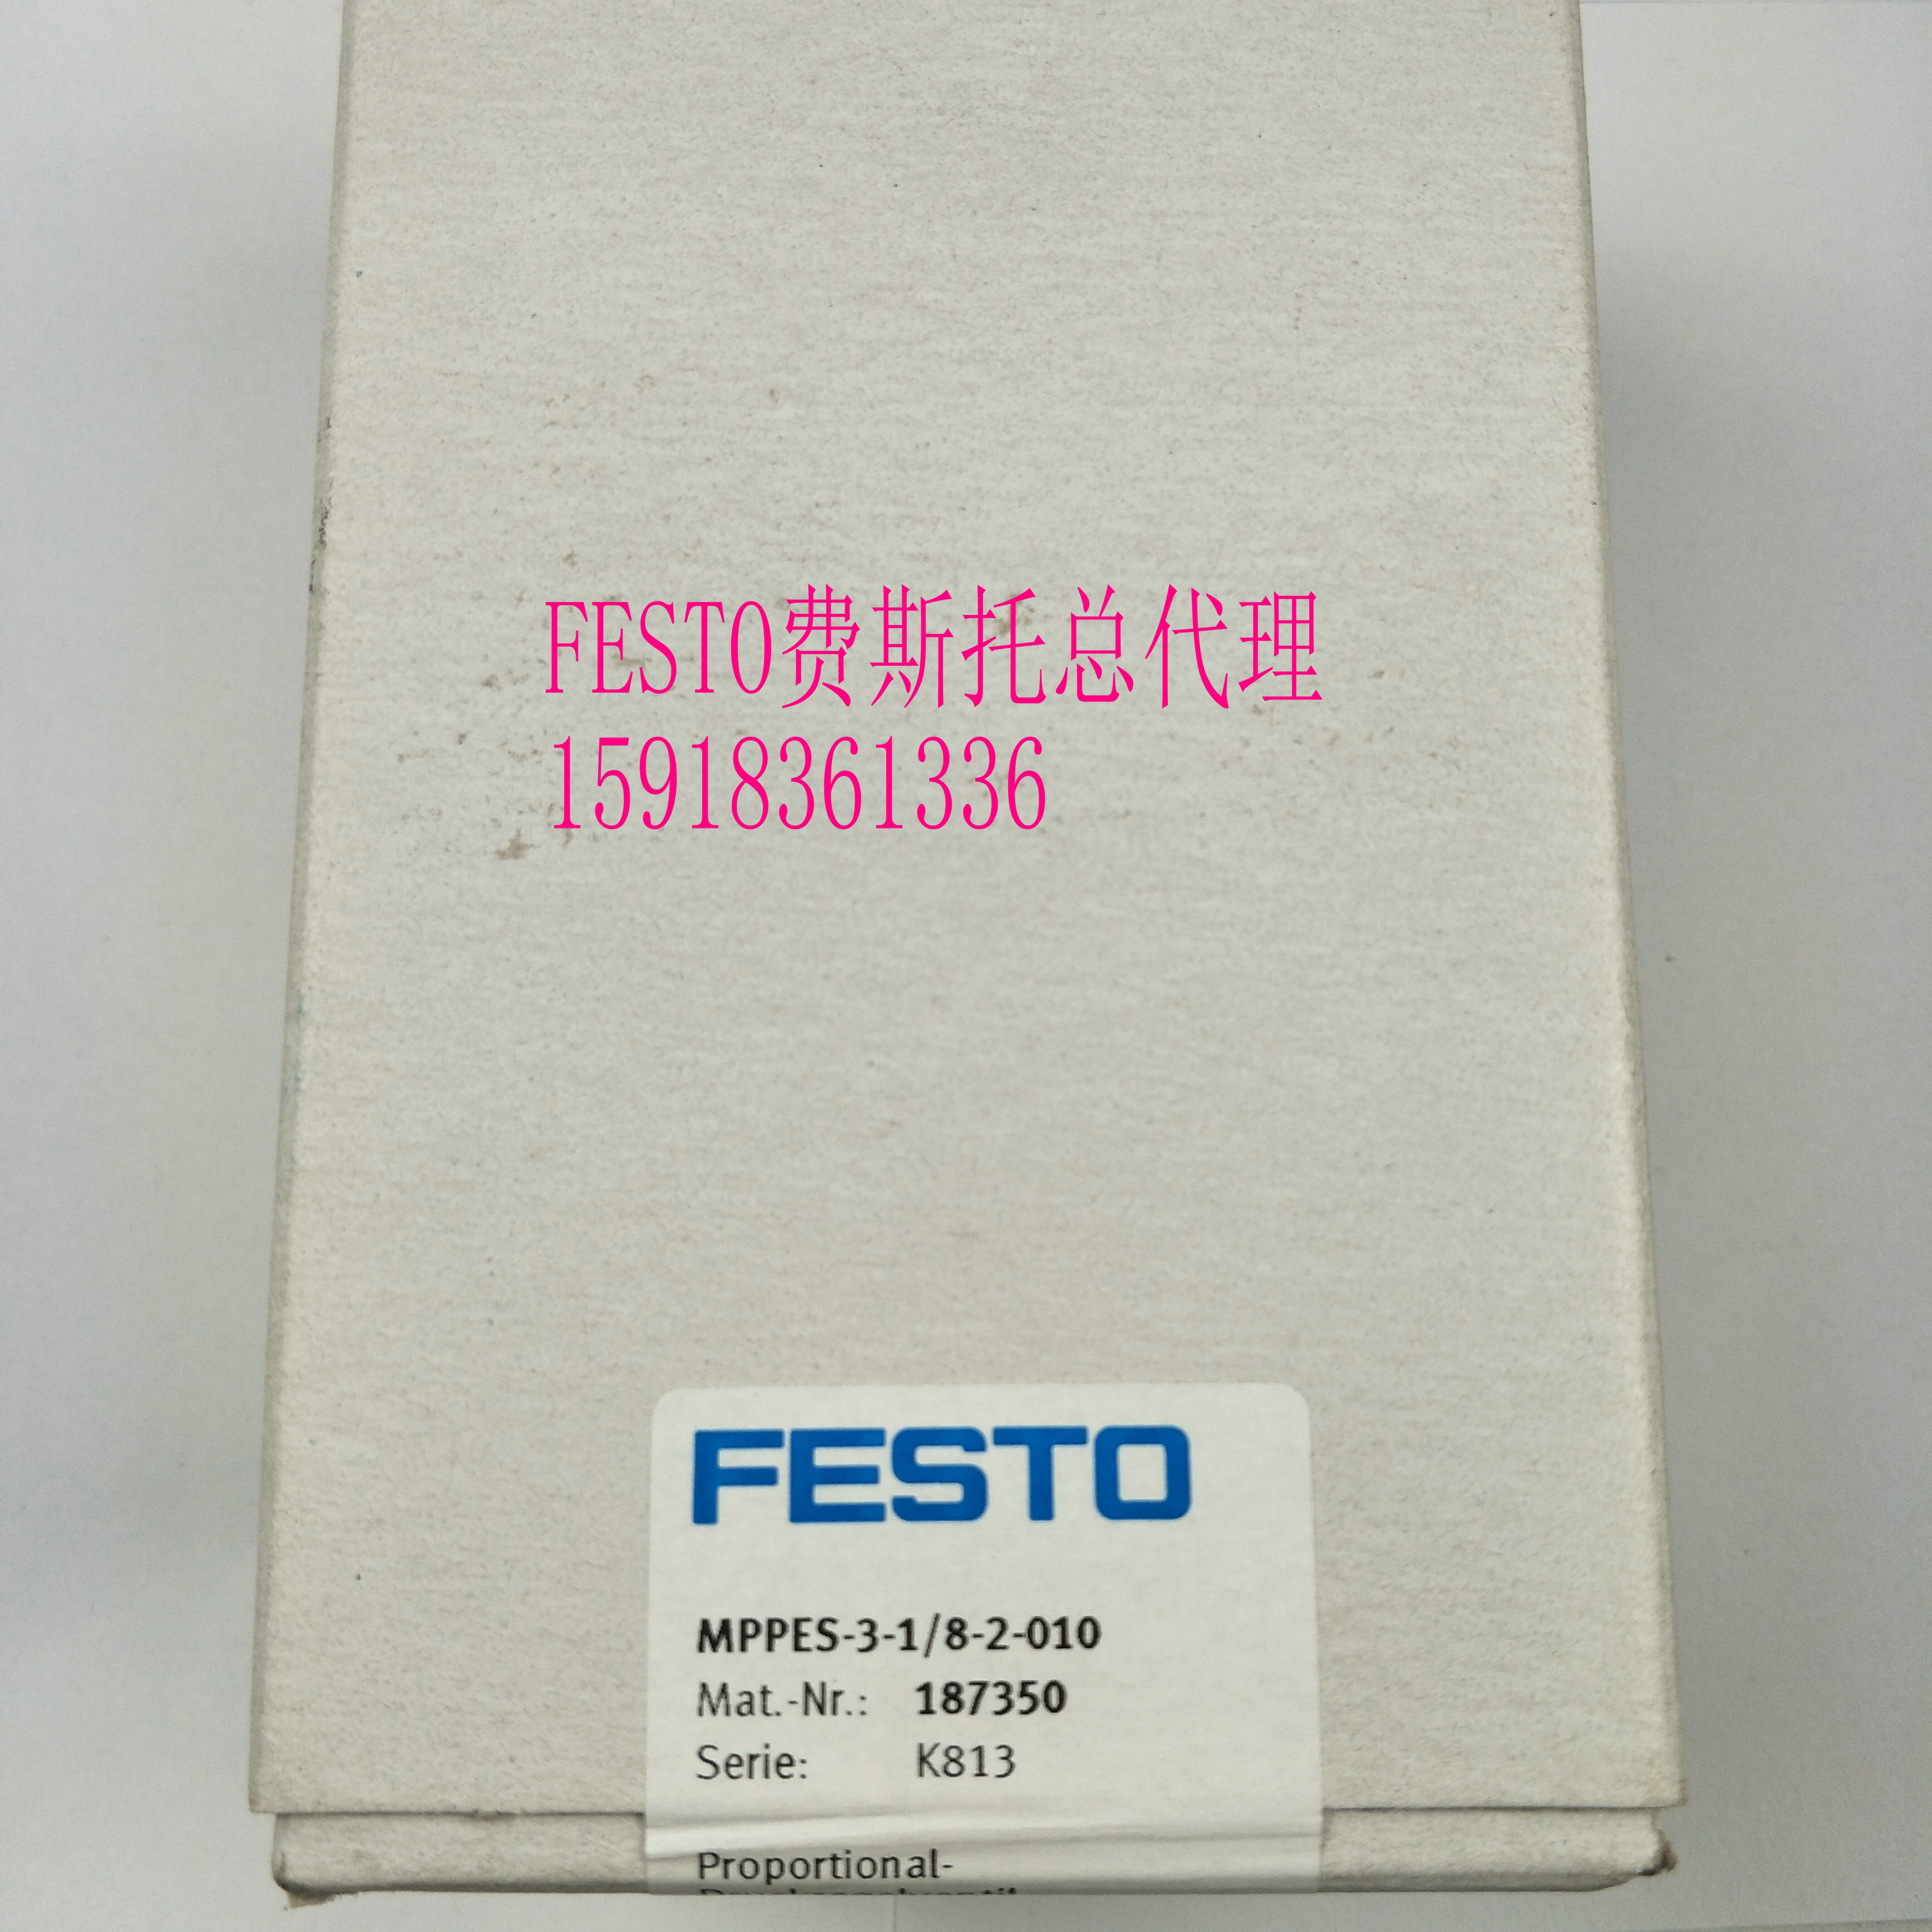 FESTO费斯托总代理
15918361336
FESTO
MPPES-3-1/8-2-010
Mat.-Nr.: 187350
Serie: K813
Proportional-